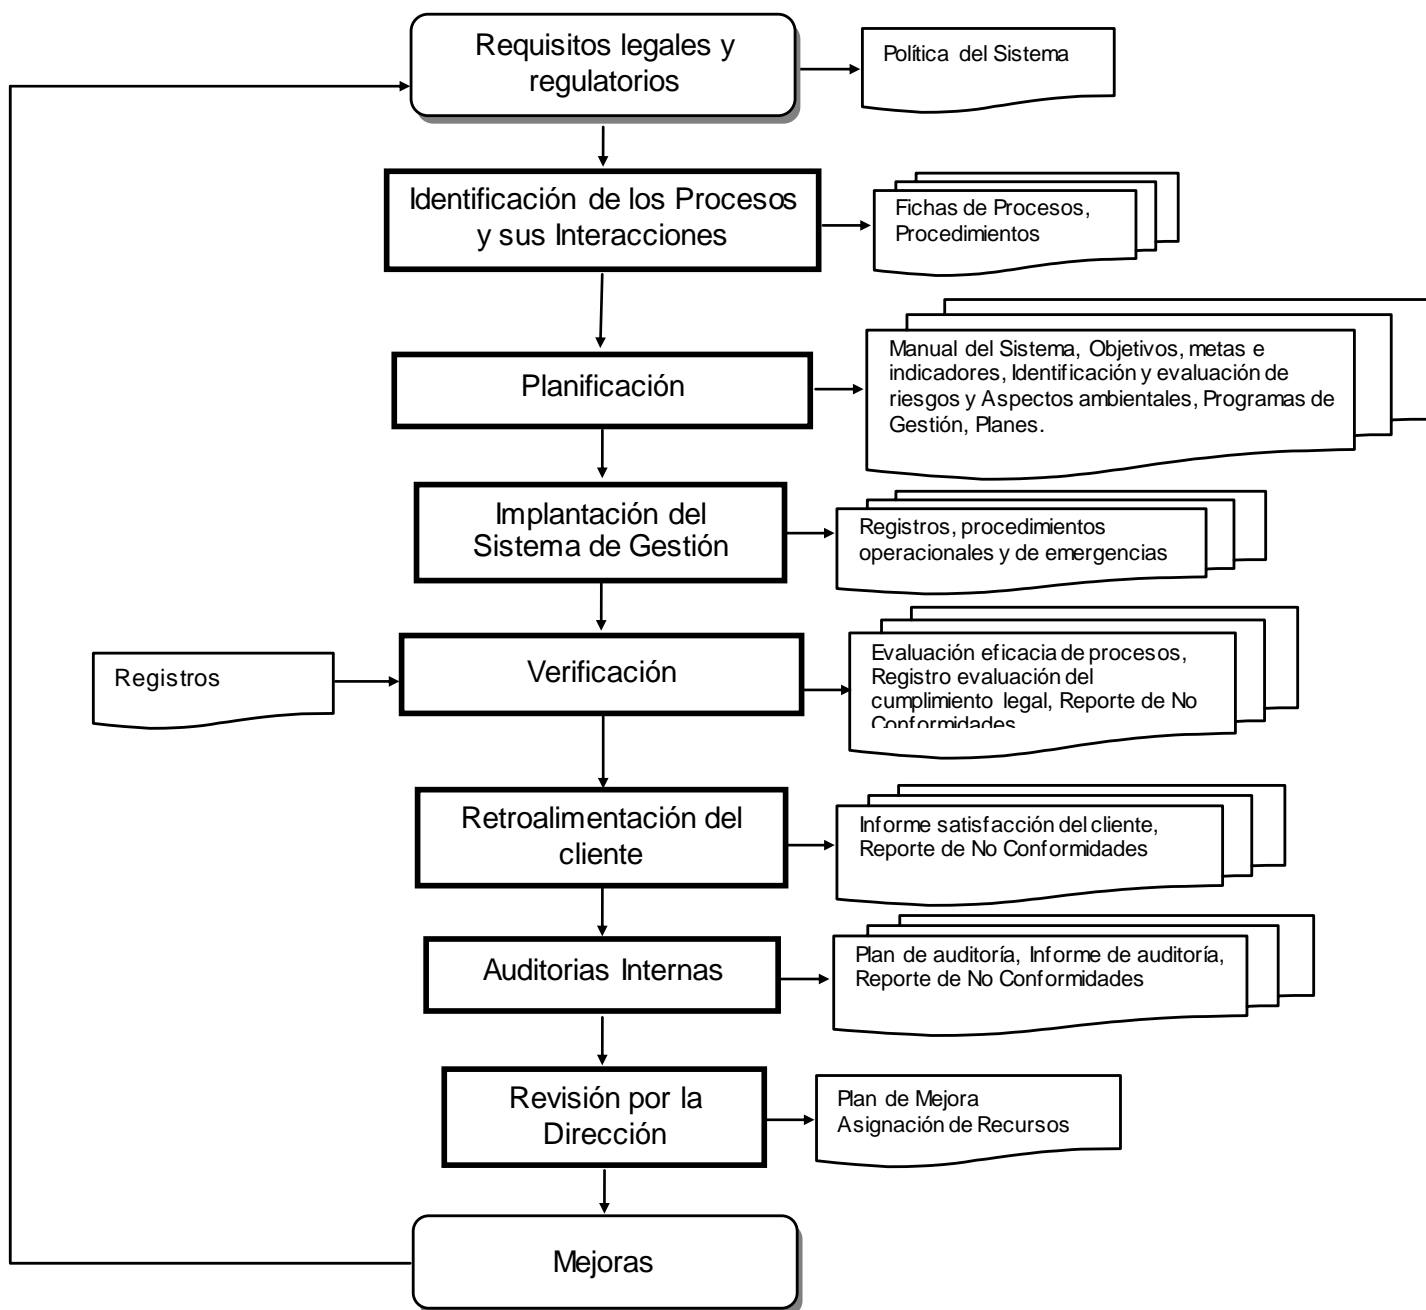 Requisitos legales y
regulatorios
Política del Sistema
Identificación de los Procesos
y sus Interacciones
Fichas de Procesos,
Procedimientos
Planificación
Manual del Sistema, Objetivos, metas e
indicadores, Identificación y evaluación de
riesgos y Aspectos ambientales, Programas de
Gestión, Planes.
Implantación del
Sistema de Gestión
Registros, procedimientos
operacionales y de emergencias
Registros
Verificación
Evaluación eficacia de procesos,
Registro evaluación del
cumplimiento legal, Reporte de No
Conformidades
Retroalimentación del
cliente
Informe satisfacción del cliente,
Reporte de No Conformidades
Auditorias Internas
Plan de auditoría, Informe de auditoría,
Reporte de No Conformidades
Revisión por la
Dirección
Plan de Mejora
Asignación de Recursos
Mejoras